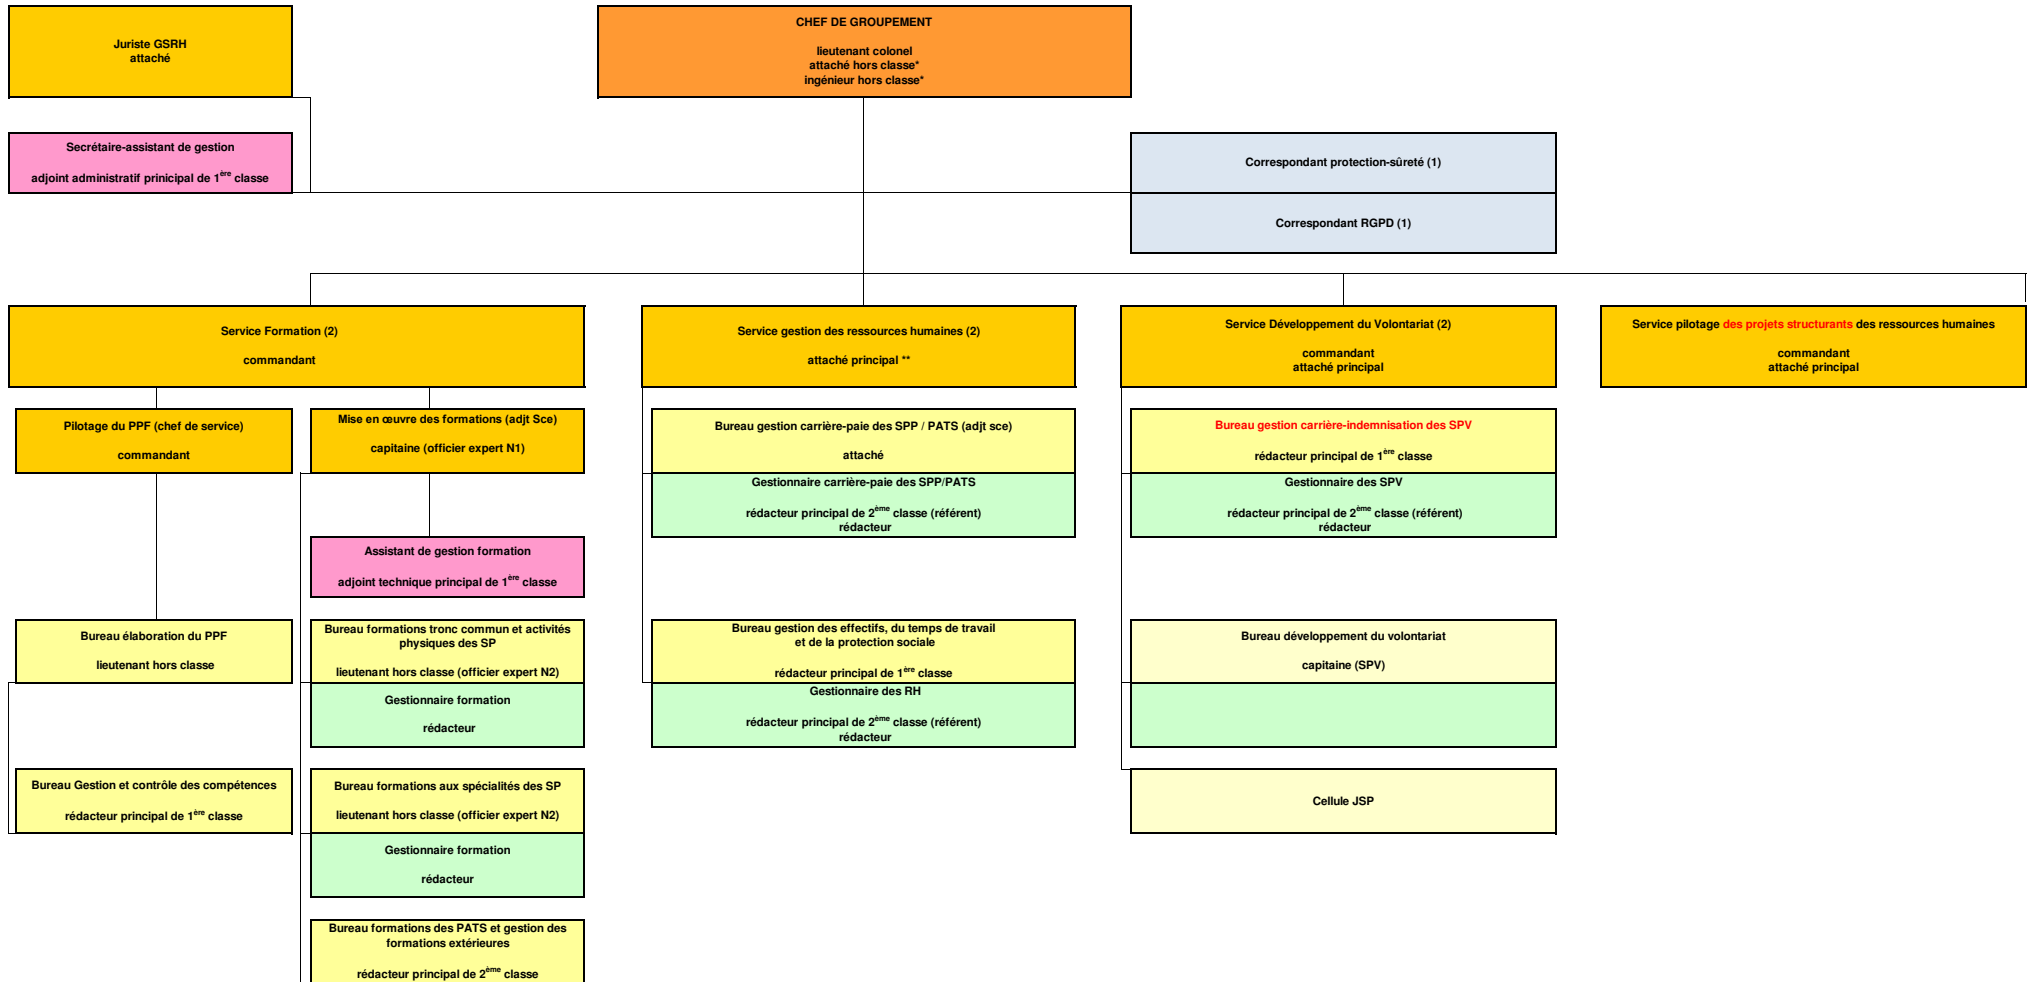 Juriste GSRH
attaché
CHEF DE GROUPEMENT
lieutenant colonel
attaché hors classe*
ingénieur hors classe*
Secrétaire-assistant de gestion
adjoint administratif prinicipal de 1ère classe
Correspondant protection-sûreté (1)
Correspondant RGPD (1)
Service Formation (2)
commandant
Service gestion des ressources humaines (2)
attaché principal **
Service Développement du Volontariat (2)
commandant
attaché principal
Service pilotage des projets structurants des ressources humaines
commandant
attaché principal
Pilotage du PPF (chef de service)
commandant
Mise en œuvre des formations (adjt Sce)
capitaine (officier expert N1)
Bureau gestion carrière-paie des SPP / PATS (adjt sce)
attaché
Gestionnaire carrière-paie des SPP/PATS
rédacteur principal de 2ème classe (référent)
rédacteur
Bureau gestion carrière-indemnisation des SPV
rédacteur principal de 1ère classe
Gestionnaire des SPV
rédacteur principal de 2ème classe (référent)
rédacteur
Assistant de gestion formation
adjoint technique principal de 1ère classe
Bureau élaboration du PPF
lieutenant hors classe
Bureau formations tronc commun et activités
physiques des SP
lieutenant hors classe (officier expert N2)
Gestionnaire formation
rédacteur
Bureau gestion des effectifs, du temps de travail
et de la protection sociale
rédacteur principal de 1ère classe
Gestionnaire des RH
rédacteur principal de 2ème classe (référent)
rédacteur
Bureau développement du volontariat
capitaine (SPV)
Bureau Gestion et contrôle des compétences
rédacteur principal de 1ère classe
Bureau formations aux spécialités des SP
lieutenant hors classe (officier expert N2)
Gestionnaire formation
rédacteur
Cellule JSP
Bureau formations des PATS et gestion des
formations extérieures
rédacteur principal de 2ème classe